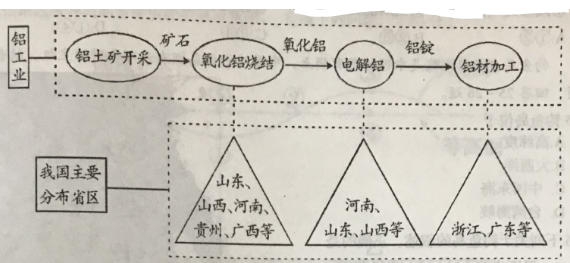 铝工业
铝土矿开采
矿石
氧化铝烧结
氧化铝
电解铝
铝锭
铝材加工
我国主要
分布省区
山东、
山西、河南、
贵州、广西等
河南、
山东、山西等
浙江、广东等